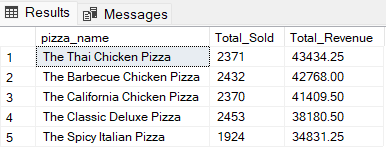 Results Messages
pizza_name Total_Sold Total_Revenue
1 The Thai Chicken Pizza 2371 43434.25
2 The Barbecue Chicken Pizza 2432 42768.00
3 The California Chicken Pizza 2370 41409.50
4 The Classic Deluxe Pizza 2453 38180.50
5 The Spicy Italian Pizza 1924 34831.25